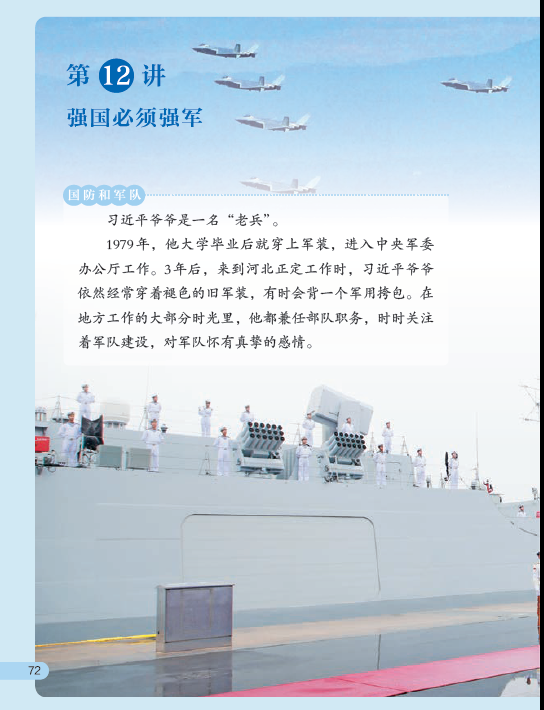 第12讲
强国必须强军
国防和军队
习近平爷爷是一名“老兵”。
1979年，他大学毕业后就穿上军装，进入中央军委
办公厅工作。3年后，来到河北正定工作时，习近平爷爷
依然经常穿着褪色的旧军装，有时会背一个军用挎包。在
地方工作的大部分时光里，他都兼任部队职务，时时关注
着军队建设，对军队怀有真挚的感情。
72